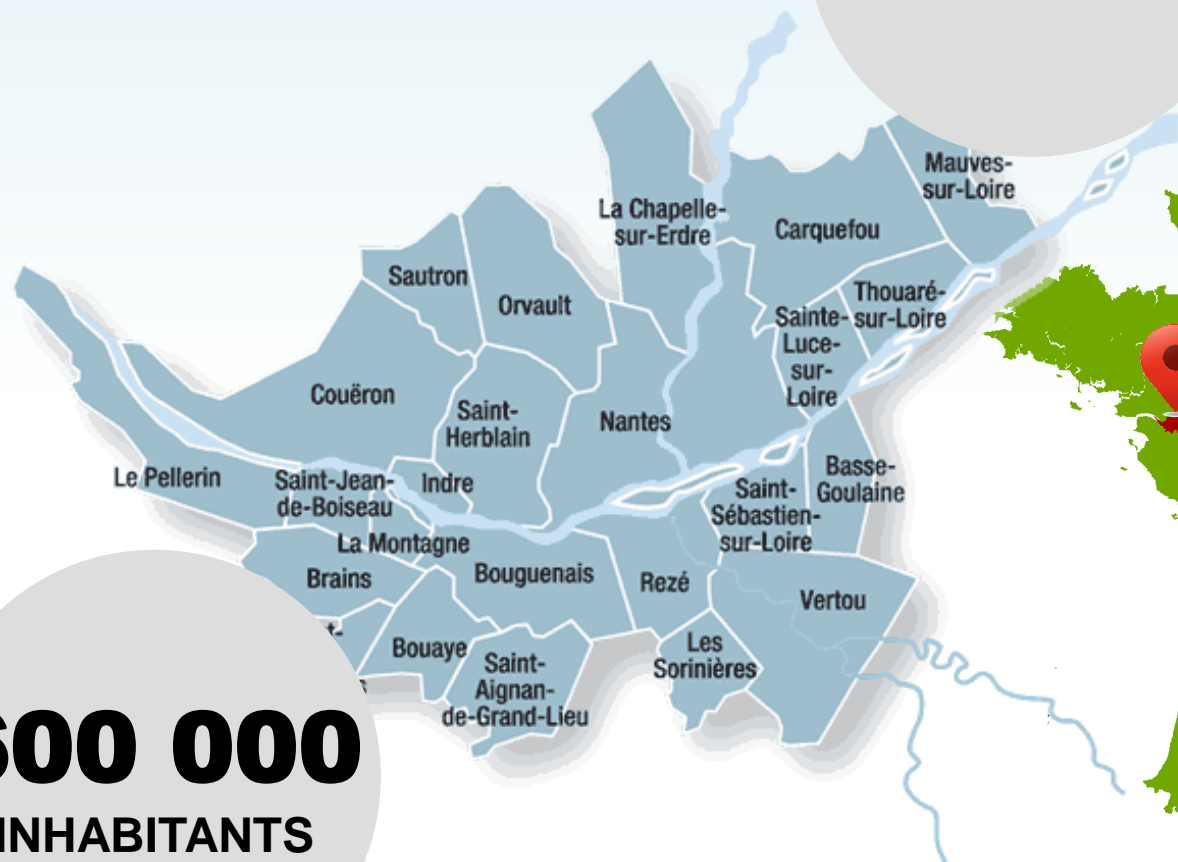 Mauves-
sur-Loire
La Chapelle-
sur-Erdre
Carquefou
Sautron
Orvault
Thouaré-
sur-Loire
Sainte-
Luce-
sur-
Loire
Couëron
Saint-
Herblain
Nantes
Le Pellerin
Saint-Jean-
de-Boiseau
Indre
Basse-
Goulaine
Saint-
Sébastien-
sur-Loire
La Montagne
Brains
Bouguenais
Rezé
Vertou
t-
Bouaye
Les
Sorinières
Saint-
Aignan-
de-Grand-Lieu
600 000
INHABITANTS